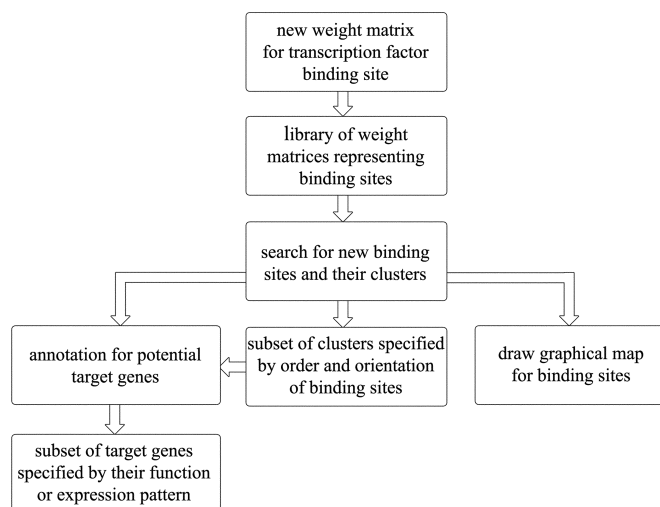 new weight matrix
for transcription factor
binding site
library of weight
matrices representing
binding sites
search for new binding
sites and their clusters
annotation for potential
target genes
subset of clusters specified
by order and orientation
of binding sites
draw graphical map
for binding sites
subset of target genes
specified by their function
or expression pattern